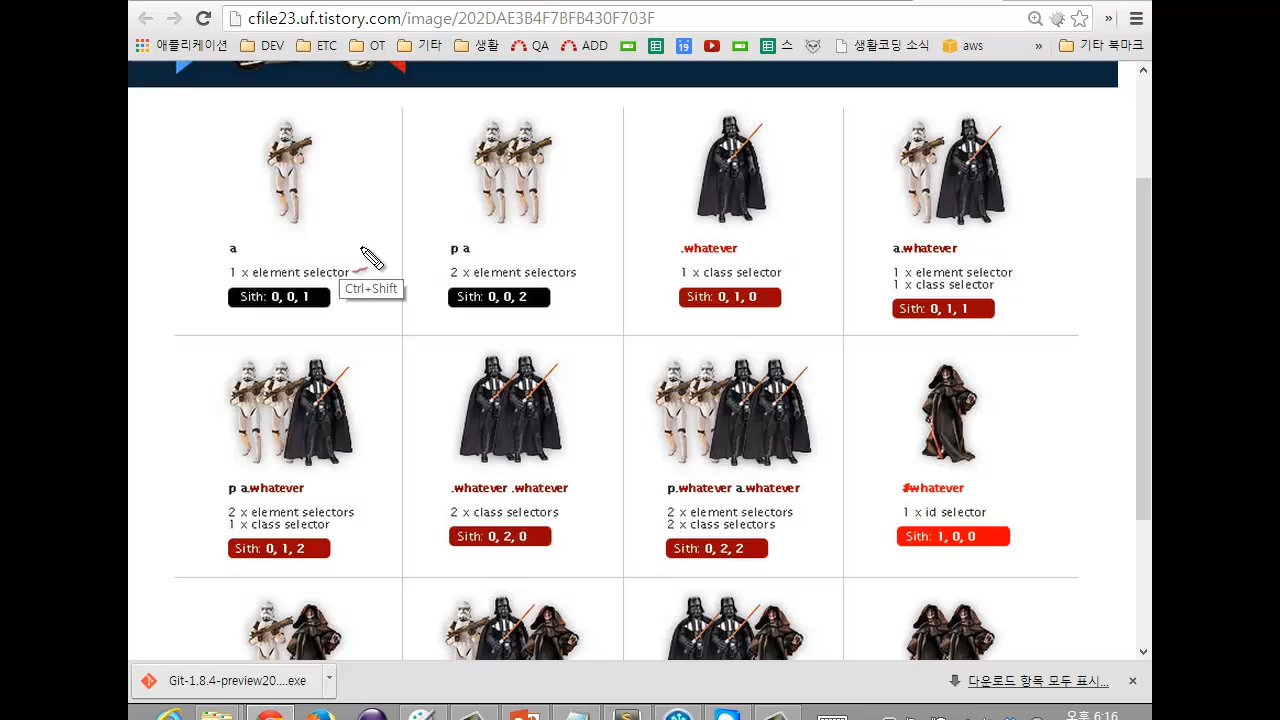 cfile23.uf.tistory.com/image/202DAE3B4F7BFB430F703F
애플리케이션 DEV ETC OT 기타 생활 QA ADD 19 스 생활코딩 소식 aws » 기타 북마크
a
1 x element selector
Sith: 0, 0, 1
Ctrl+Shift
p a
2 x element selectors
Sith: 0, 0, 2
.whatever
1 x class selector
Sith: 0, 1, 0
a.whatever
1 x element selector
1 x class selector
Sith: 0, 1, 1
p a.whatever
2 x element selectors
1 x class selector
Sith: 0, 1, 2
.whatever .whatever
2 x class selectors
Sith: 0, 2, 0
p.whatever a.whatever
2 x element selectors
2 x class selectors
Sith: 0, 2, 2
#whatever
1 x id selector
Sith: 1, 0, 0
Git-1.8.4-preview20....exe
다운로드 항목 모두 표시...
오후 6:16